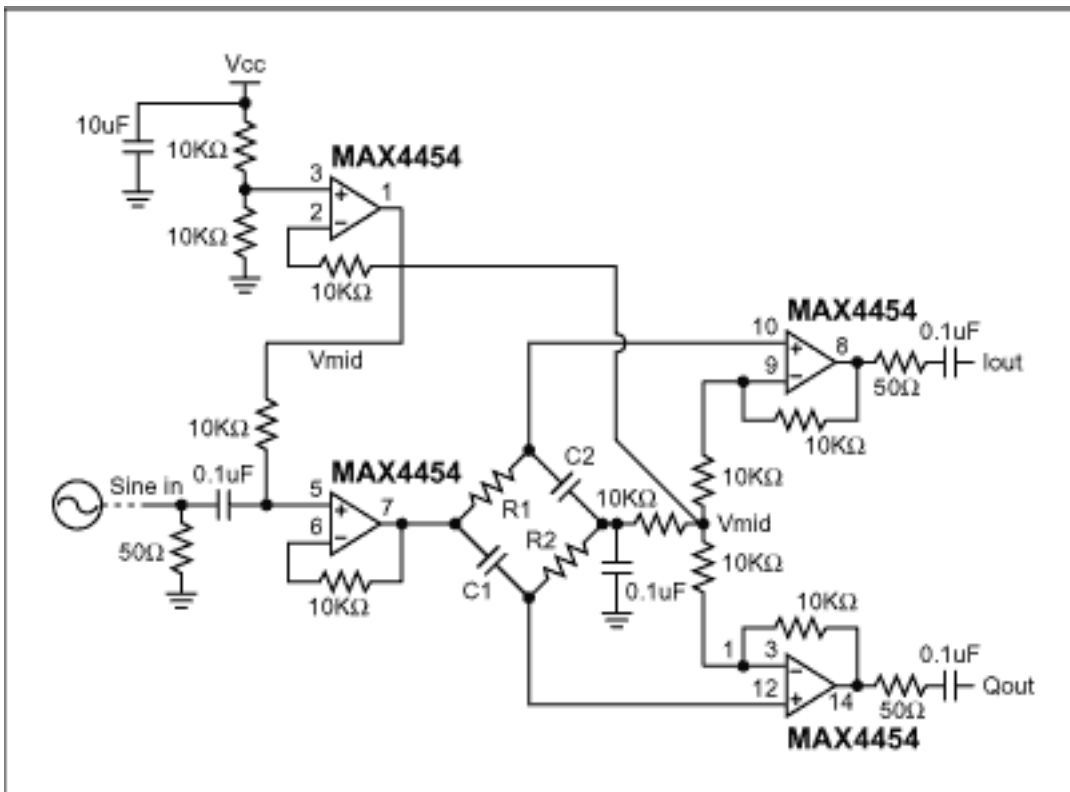 Vcc
10uF
10KΩ
MAX4454
3
1
2
10KΩ
10KΩ
MAX4454
10
0.1uF
8
Iout
Vmid
9
50Ω
10KΩ
10KΩ
MAX4454
C2
0.1uF
10KΩ
10KΩ
Sine in
5
7
R1
Vmid
6
R2
50Ω
10KΩ
C1
0.1uF
10KΩ
10KΩ
1
3
0.1uF
12
14
Qout
50Ω
MAX4454